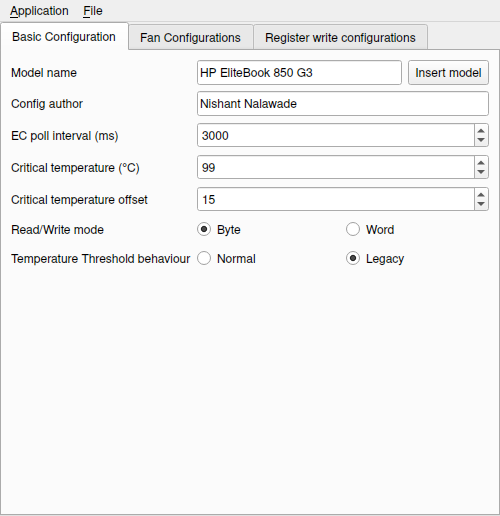 Application File
Basic Configuration Fan Configurations Register write configurations
Model name HP EliteBook 850 G3 Insert model
Config author Nishant Nalawade
EC poll interval (ms) 3000
Critical temperature (°C) 99
Critical temperature offset 15
Read/Write mode Byte Word
Temperature Threshold behaviour Normal Legacy